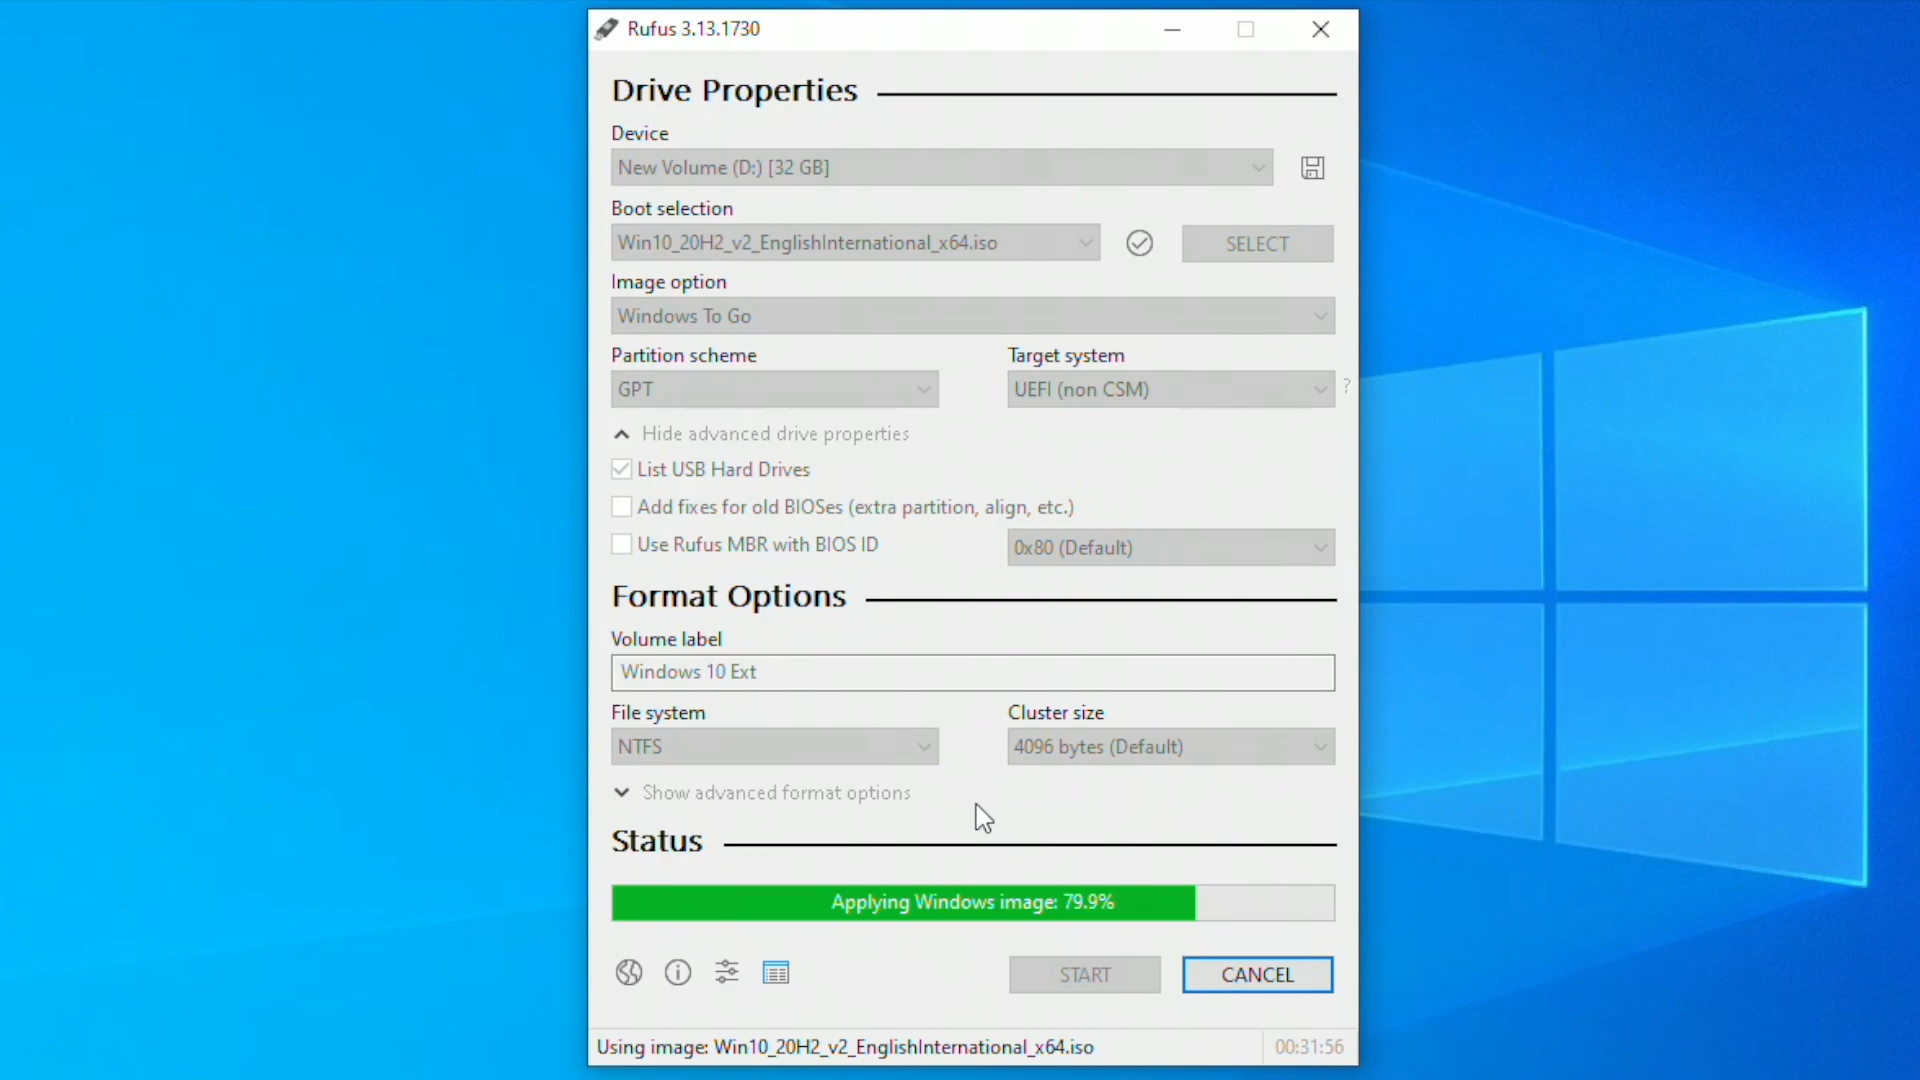 Rufus 3.13.1730
Drive Properties
Device
New Volume (D:) [32 GB]
Boot selection
Win10_20H2_v2_EnglishInternational_x64.iso
SELECT
Image option
Windows To Go
Partition scheme
Target system
GPT
UEFI (non CSM)
?
Hide advanced drive properties
List USB Hard Drives
Add fixes for old BIOSes (extra partition, align, etc.)
Use Rufus MBR with BIOS ID
0x80 (Default)
Format Options
Volume label
Windows 10 Ext
File system
Cluster size
NTFS
4096 bytes (Default)
Show advanced format options
Status
Applying Windows image: 79.9%
START
CANCEL
Using image: Win10_20H2_v2_EnglishInternational_x64.iso
00:31:56